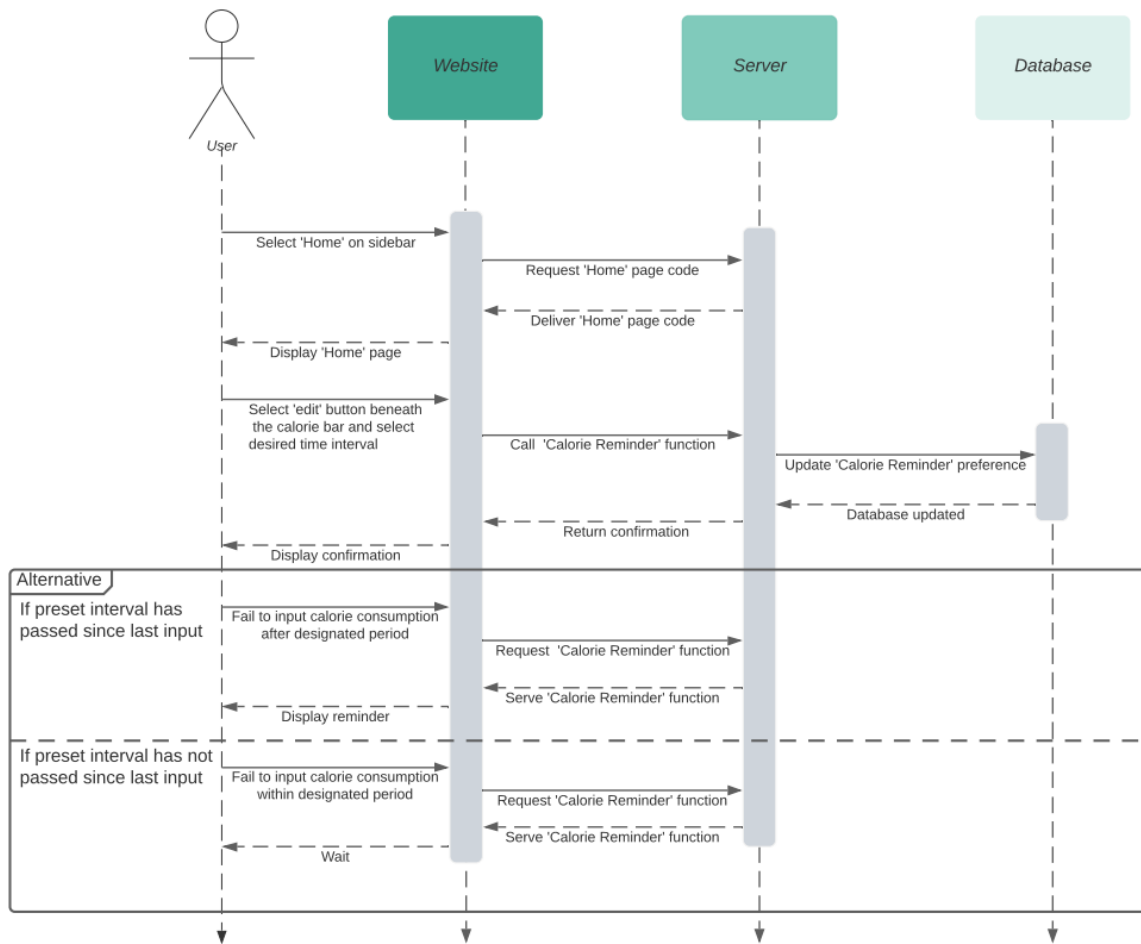 Website
Server
Database
User
Select 'Home' on sidebar
Request 'Home' page code
Deliver 'Home' page code
Display 'Home' page
Select 'edit' button beneath
the calorie bar and select
desired time interval
Call 'Calorie Reminder' function
Update 'Calorie Reminder' preference
Database updated
Return confirmation
Display confirmation
Alternative
If preset interval has
passed since last input
Fail to input calorie consumption
after designated period
Request 'Calorie Reminder' function
Serve 'Calorie Reminder' function
Display reminder
If preset interval has not
passed since last input
Fail to input calorie consumption
within designated period
Request 'Calorie Reminder' function
Serve 'Calorie Reminder' function
Wait